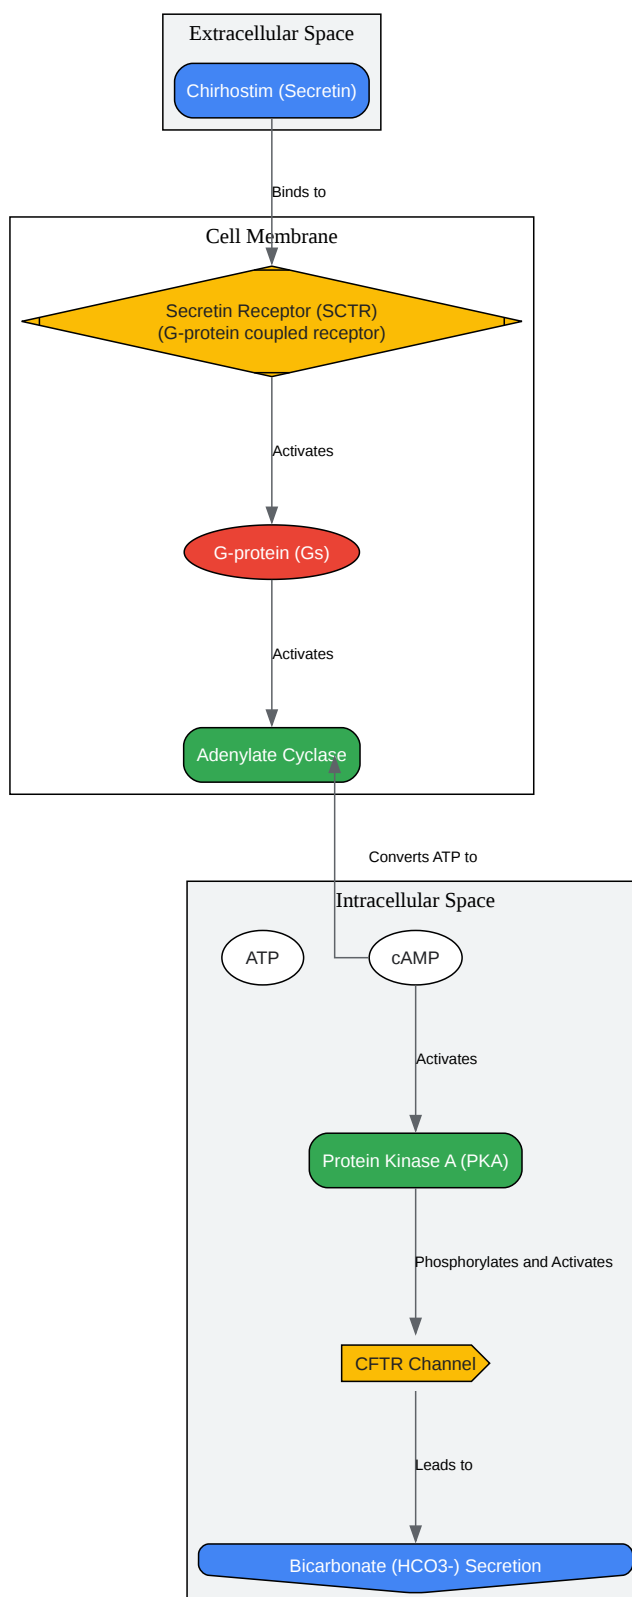 Extracellular Space
Chirhostim (Secretin)
Binds to
Cell Membrane
Secretin Receptor (SCTR)
(G-protein coupled receptor)
Activates
G-protein (Gs)
Activates
Adenylate Cyclase
Converts ATP to
Intracellular Space
ATP
cAMP
Activates
Protein Kinase A (PKA)
Phosphorylates and Activates
CFTR Channel
Leads to
Bicarbonate (HCO3-) Secretion